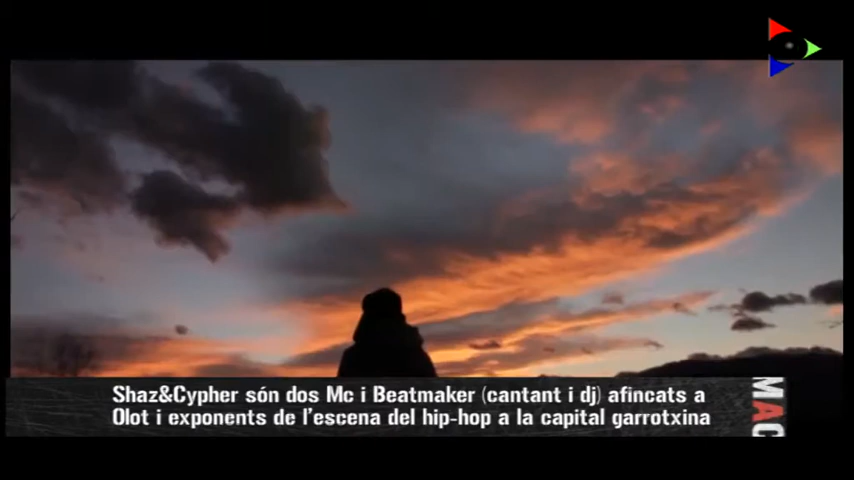 Shaz&Cypher són dos Mc i Beatmaker (cantant i dj) afincats a
Olot i exponents de l'escena del hip-hop a la capital garrotxina
MAC